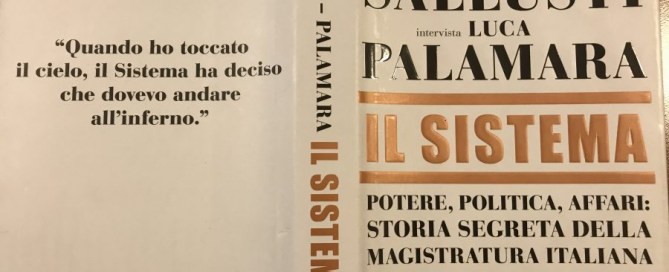 "Quando ho toccato
il cielo, il Sistema ha deciso
che dovevo andare
all'inferno."
– PALAMARA IL SISTEM
SALLUSTI
intervista LUCA
PALAMARA
IL SISTEMA
POTERE, POLITICA, AFFARI:
STORIA SEGRETA DELLA
MAGISTRATURA ITALIANA